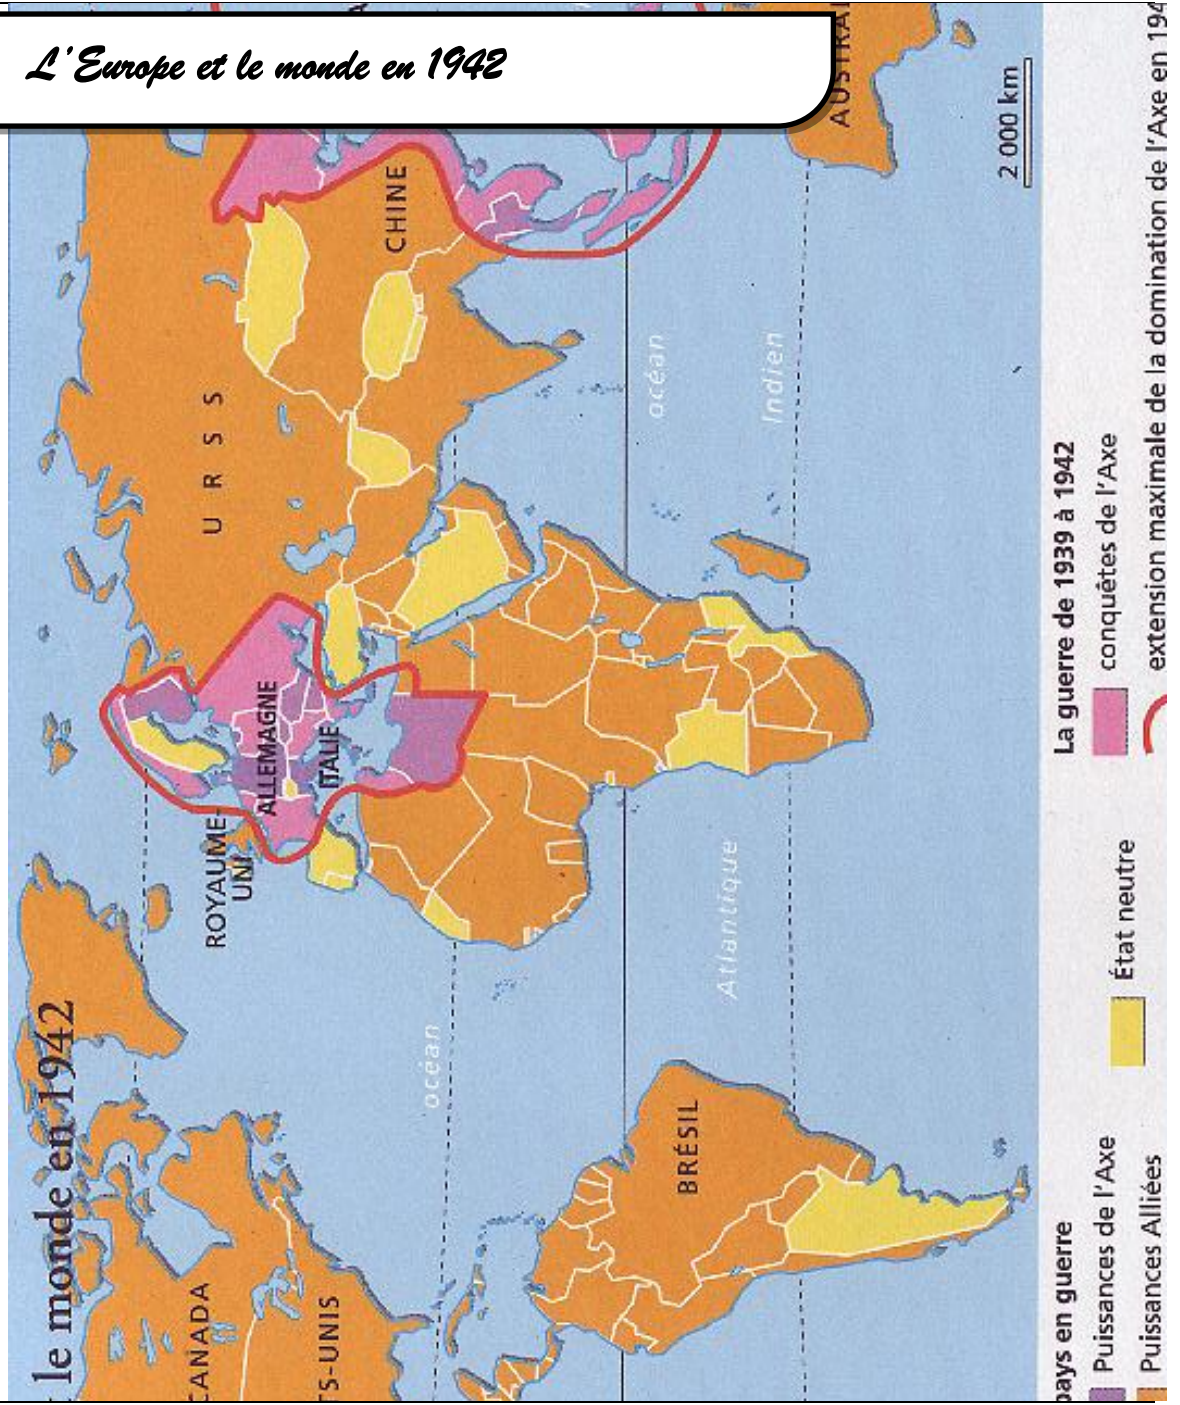 L'Europe et le monde en 1942
le monde en 1942
CANADA
TS-UNIS
BRÉSIL
océan
Atlantique
ROYAUME-
UNI
ALLEMAGNE
ITALIE
URSS
CHINE
océan
Indien
AUSTRAL
2 000 km
pays en guerre
Puissances de l'Axe
Puissances Alliées
État neutre
La guerre de 1939 à 1942
conquêtes de l'Axe
extension maximale de la domination de l'Axe en 194